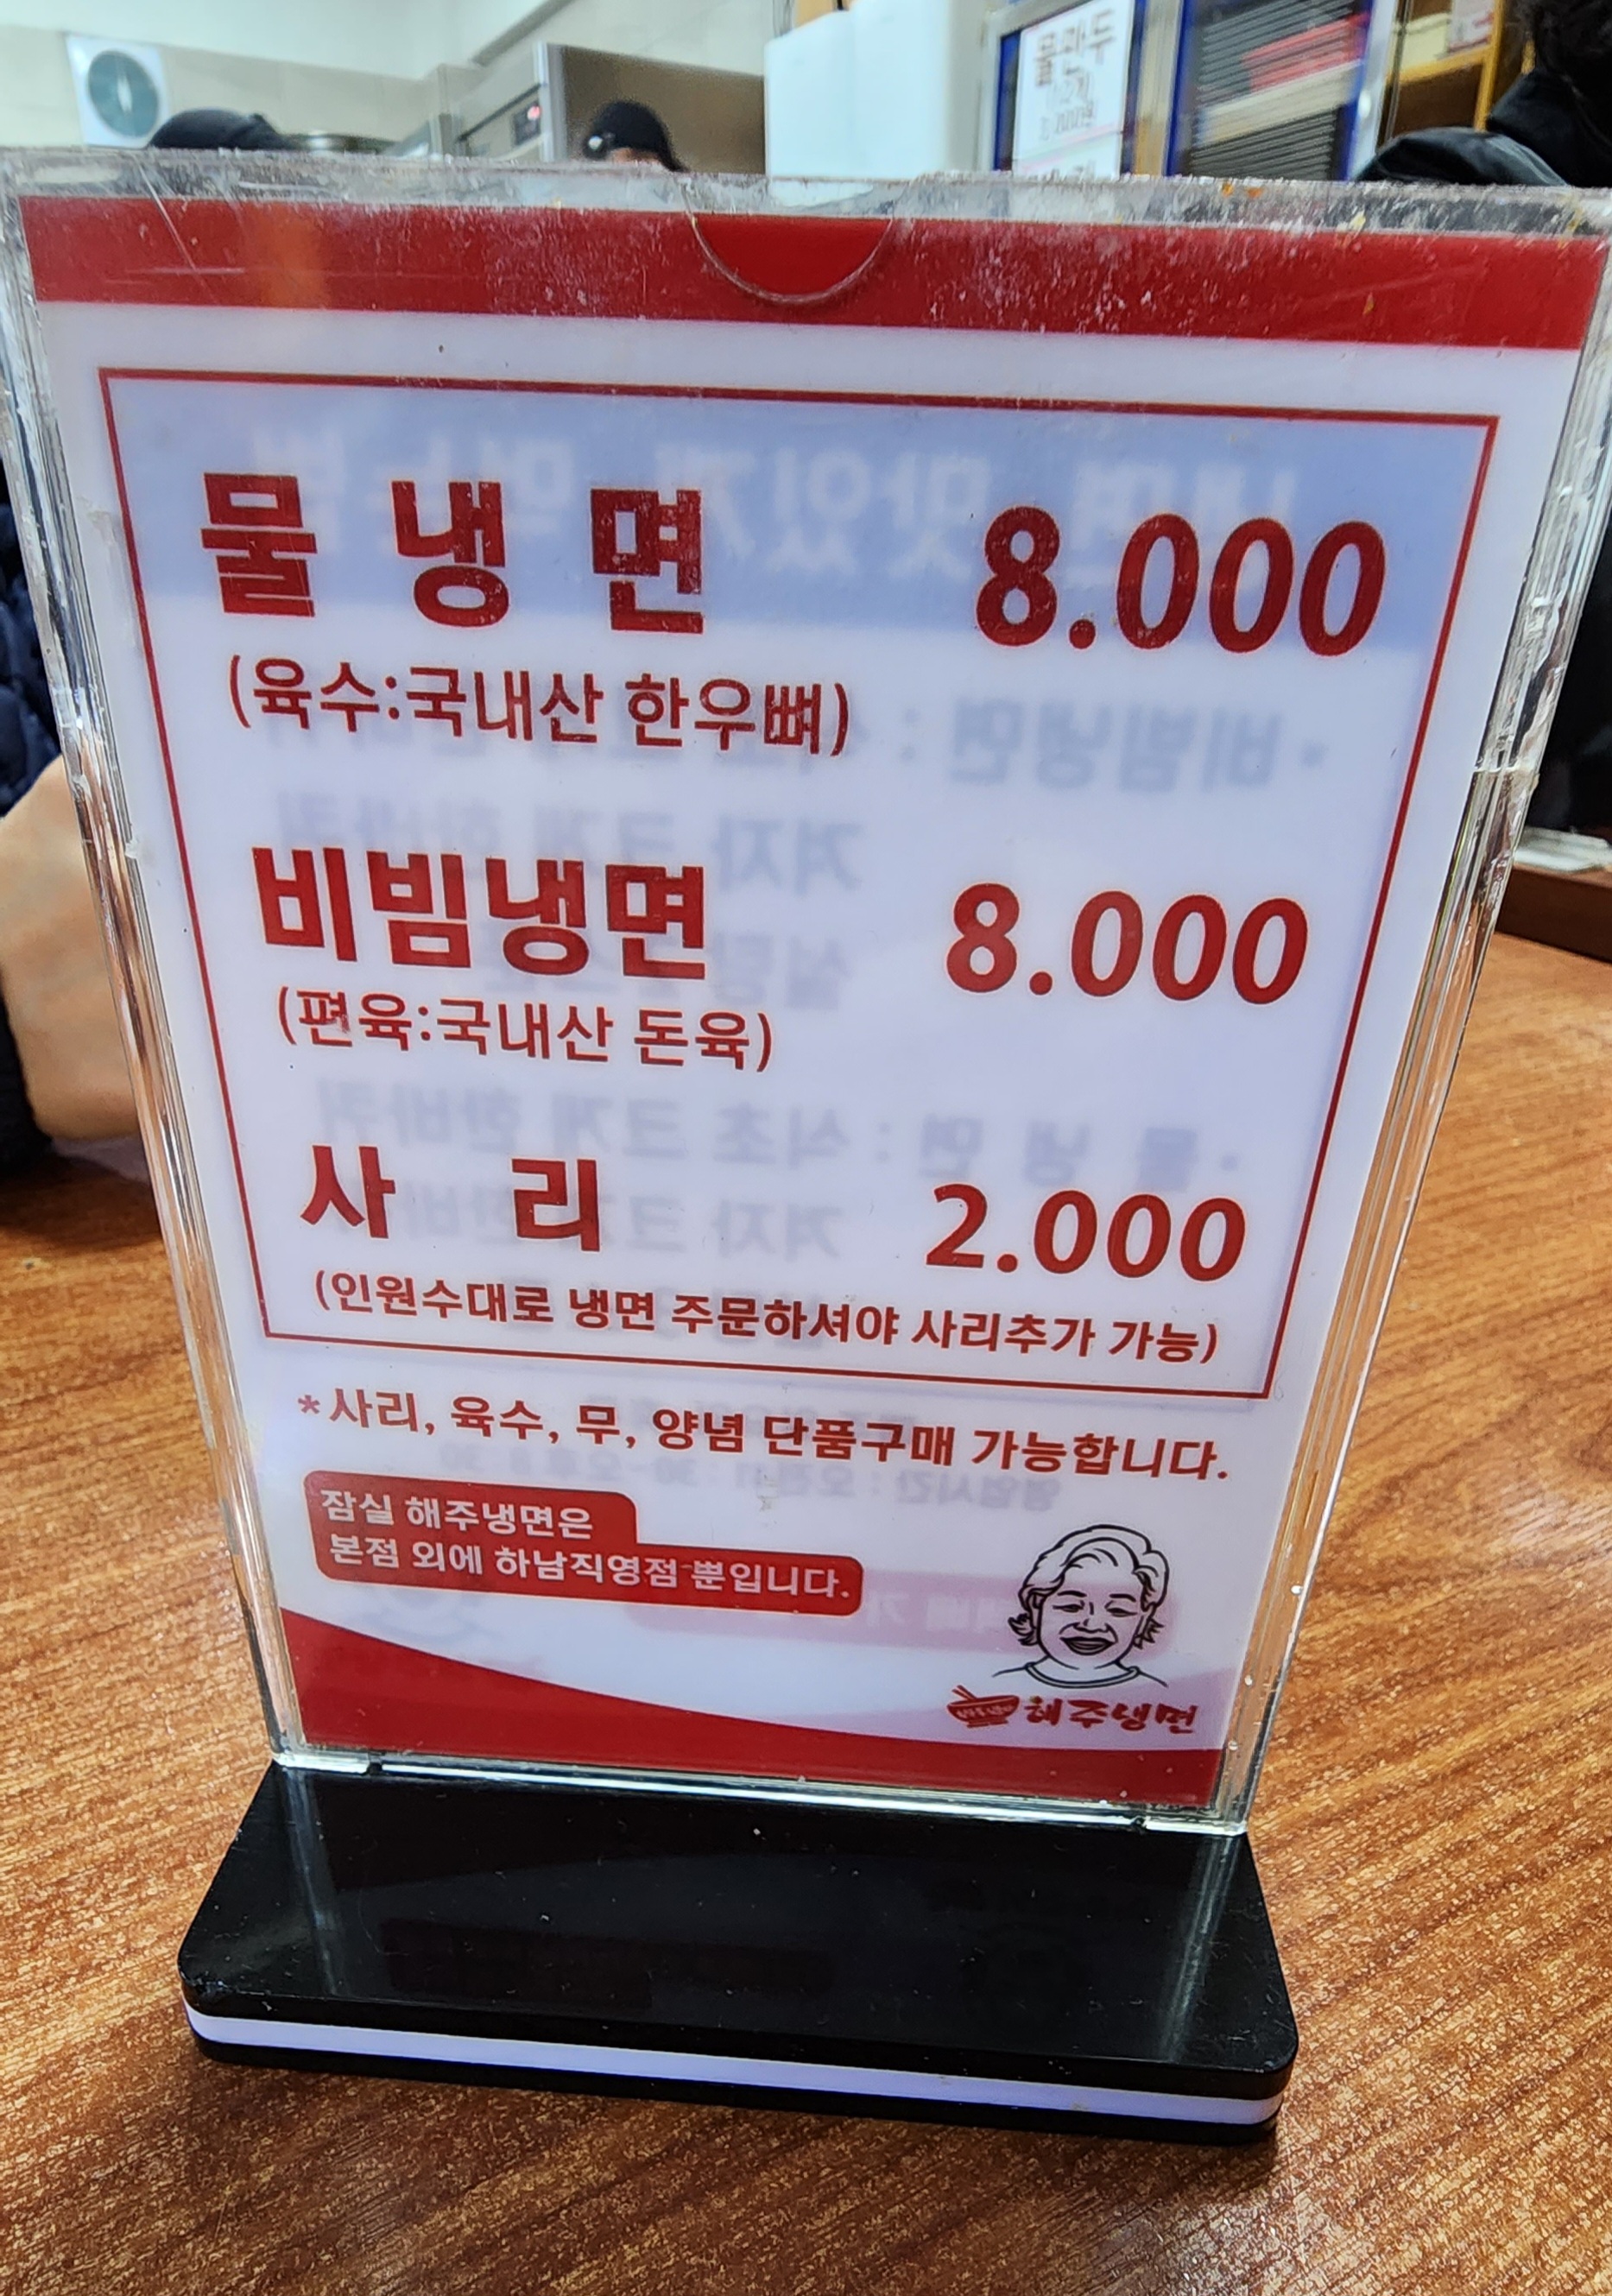 물만두
물 냉 면 8.000
(육수:국내산 한우뼈)
비빔냉면 8.000
(편육:국내산 돈육)
사 리 2.000
(인원수대로 냉면 주문하셔야 사리추가 가능)
*사리, 육수, 무, 양념 단품구매 가능합니다.
잠실 해주냉면은
본점 외에 하남직영점 뿐입니다.
해주냉면